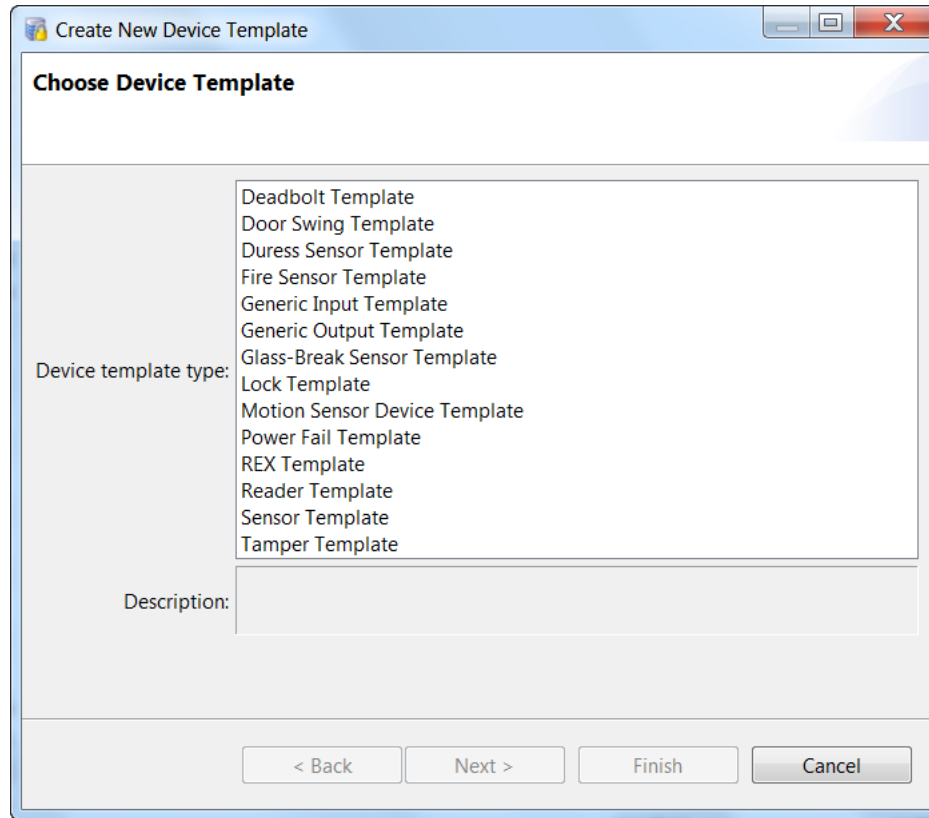 Create New Device Template
Choose Device Template
Device template type:
Deadbolt Template
Door Swing Template
Duress Sensor Template
Fire Sensor Template
Generic Input Template
Generic Output Template
Glass-Break Sensor Template
Lock Template
Motion Sensor Device Template
Power Fail Template
REX Template
Reader Template
Sensor Template
Tamper Template
Description:
< Back Next > Finish Cancel